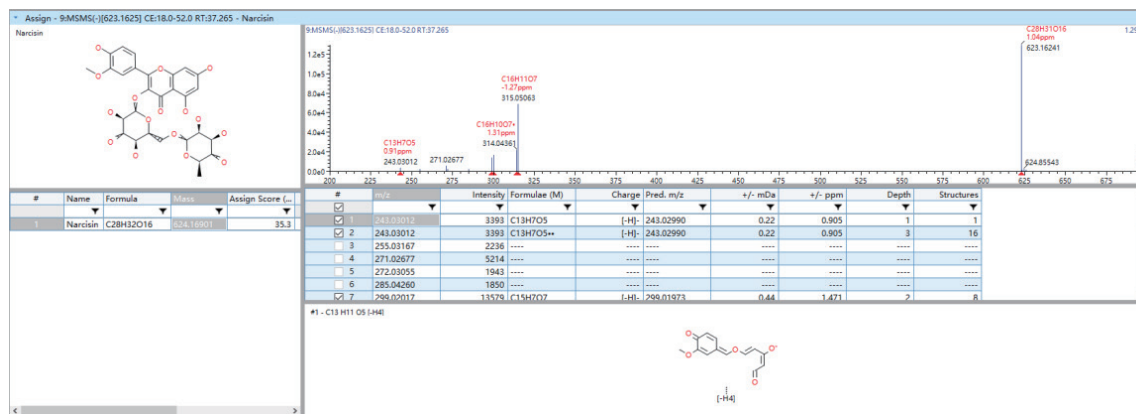 Assign - 9:MSMS(-)[623.1625] CE:18.0-52.0 RT:37.265 - Narcisin
Narcisin
9:MSMS(-)[623.1625] CE:18.0-52.0 RT:37.265
1.2e5
1.0e5
8.0e4
6.0e4
4.0e4
2.0e4
0.0e0
C13H7O5
0.91ppm
243.03012
271.02677
C16H10O7•
1.31ppm
314.04361
C16H11O7
-1.27ppm
315.05063
C28H31O16
1.04ppm
623.16241
624.85543
200 225 250 275 300 325 350 375 400 425 450 475 500 525 550 575 600 625 650 675
# Name Formula Mass Assign Score (...
1 Narcisin C28H32O16 624.16901 35.3
# m/z Intensity Formulae (M) Charge Pred. m/z +/- mDa +/- ppm Depth Structures
1 243.03012 3393 C13H7O5 [-H]- 243.02990 0.22 0.905 1 1
2 243.03012 3393 C13H7O5•• [-H]- 243.02990 0.22 0.905 3 16
3 255.03167 2236 ---- ---- ---- ---- ---- ---- ----
4 271.02677 5214 ---- ---- ---- ---- ---- ---- ----
5 272.03055 1943 ---- ---- ---- ---- ---- ---- ----
6 285.04260 1850 ---- ---- ---- ---- ---- ---- ----
7 299.02017 13579 C15H7O7 [-H]- 299.01973 0.44 1.471 2 8
#1 - C13 H11 O5 [-H4]
O
O
O
O-
O
[-H4]